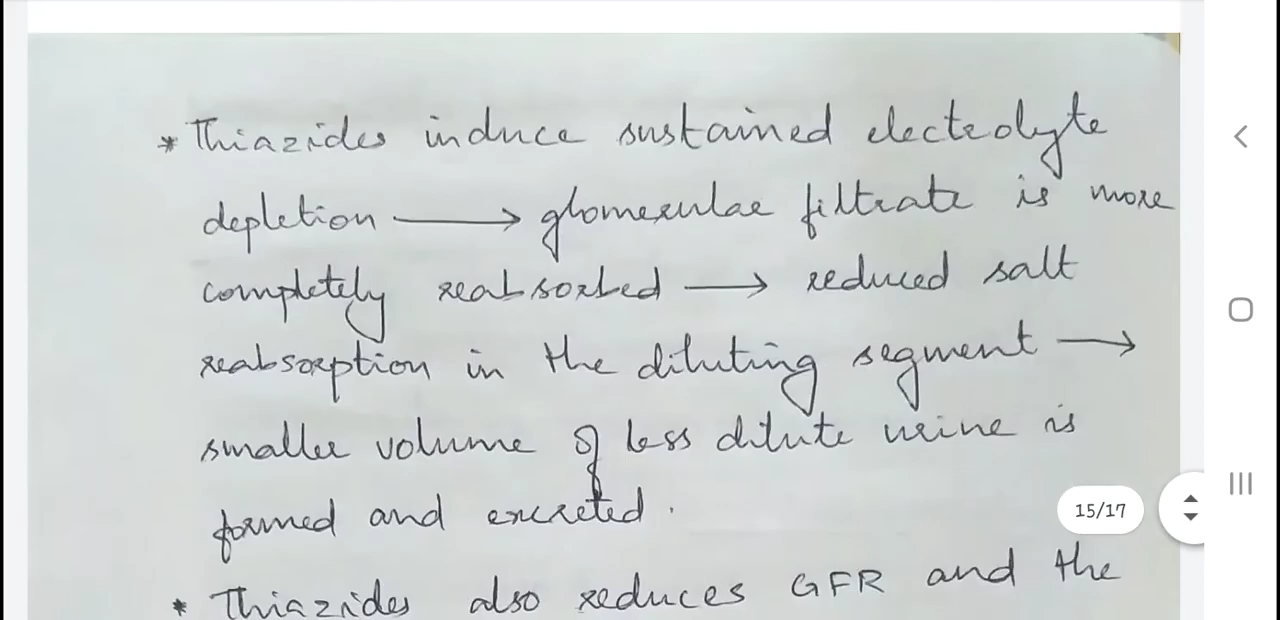 * Thiazides induce sustained electrolyte
depletion → glomerular filtrate is more
completely reabsorbed → reduced salt
reabsorption in the diluting segment →
smaller volume of less dilute urine is
formed and excreted.
15/17
* Thiazides also reduces GFR and the